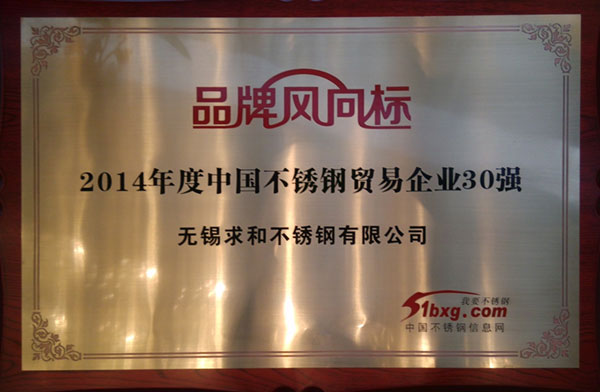 品牌风向标
2014年度中国不锈钢贸易企业30强
无锡求和不锈钢有限公司
我要不锈钢
51bxg.com
中国不锈钢信息网